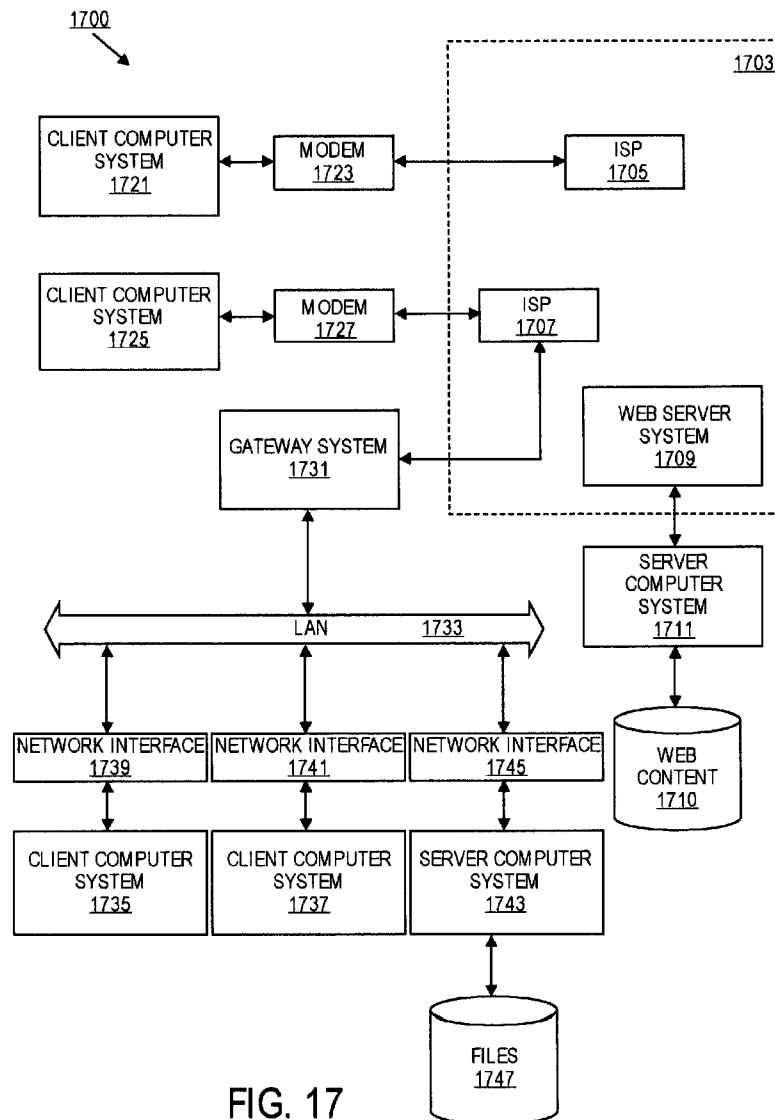 1700
1703
CLIENT COMPUTER
SYSTEM
1721
MODEM
1723
ISP
1705
CLIENT COMPUTER
SYSTEM
1725
MODEM
1727
ISP
1707
GATEWAY SYSTEM
1731
WEB SERVER
SYSTEM
1709
SERVER
COMPUTER
SYSTEM
1711
LAN 1733
NETWORK INTERFACE
1739
NETWORK INTERFACE
1741
NETWORK INTERFACE
1745
WEB
CONTENT
1710
CLIENT COMPUTER
SYSTEM
1735
CLIENT COMPUTER
SYSTEM
1737
SERVER COMPUTER
SYSTEM
1743
FILES
1747
FIG. 17